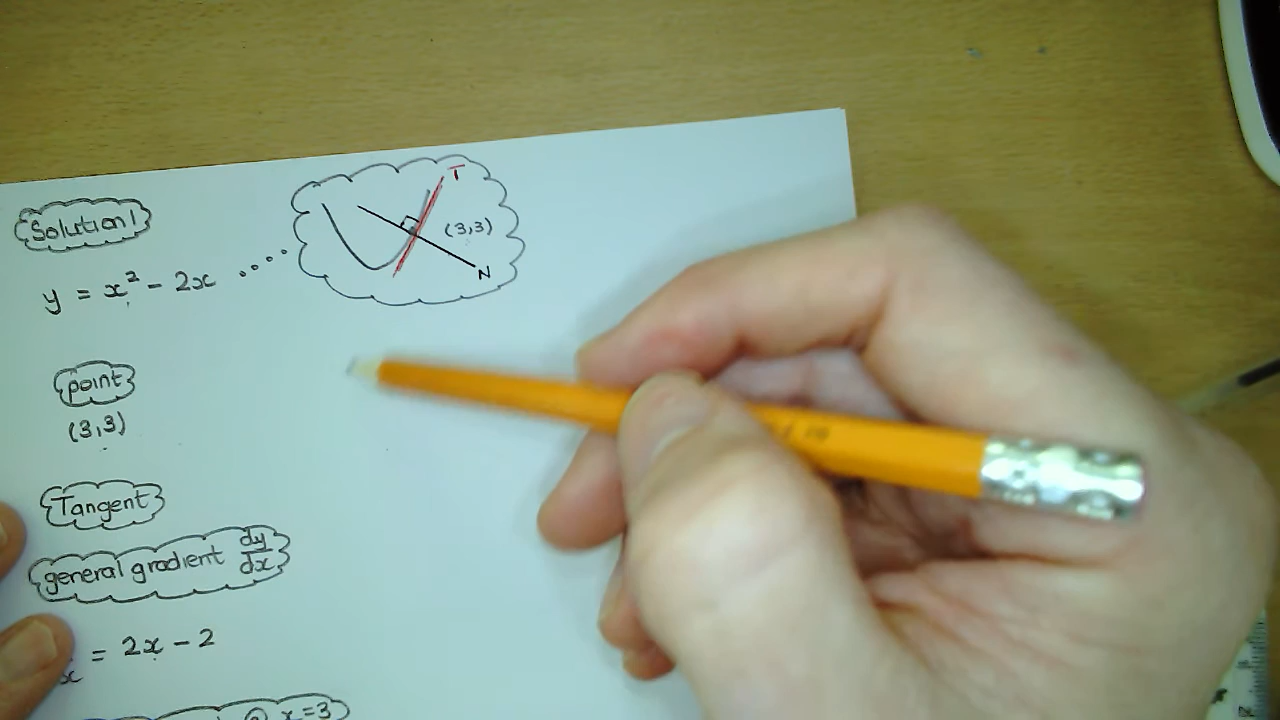 Solution!
T
(3,3)
N
y = x² - 2x ....
point
(3,3)
Tangent
general gradient dy/dx
= 2x - 2
@ x=3